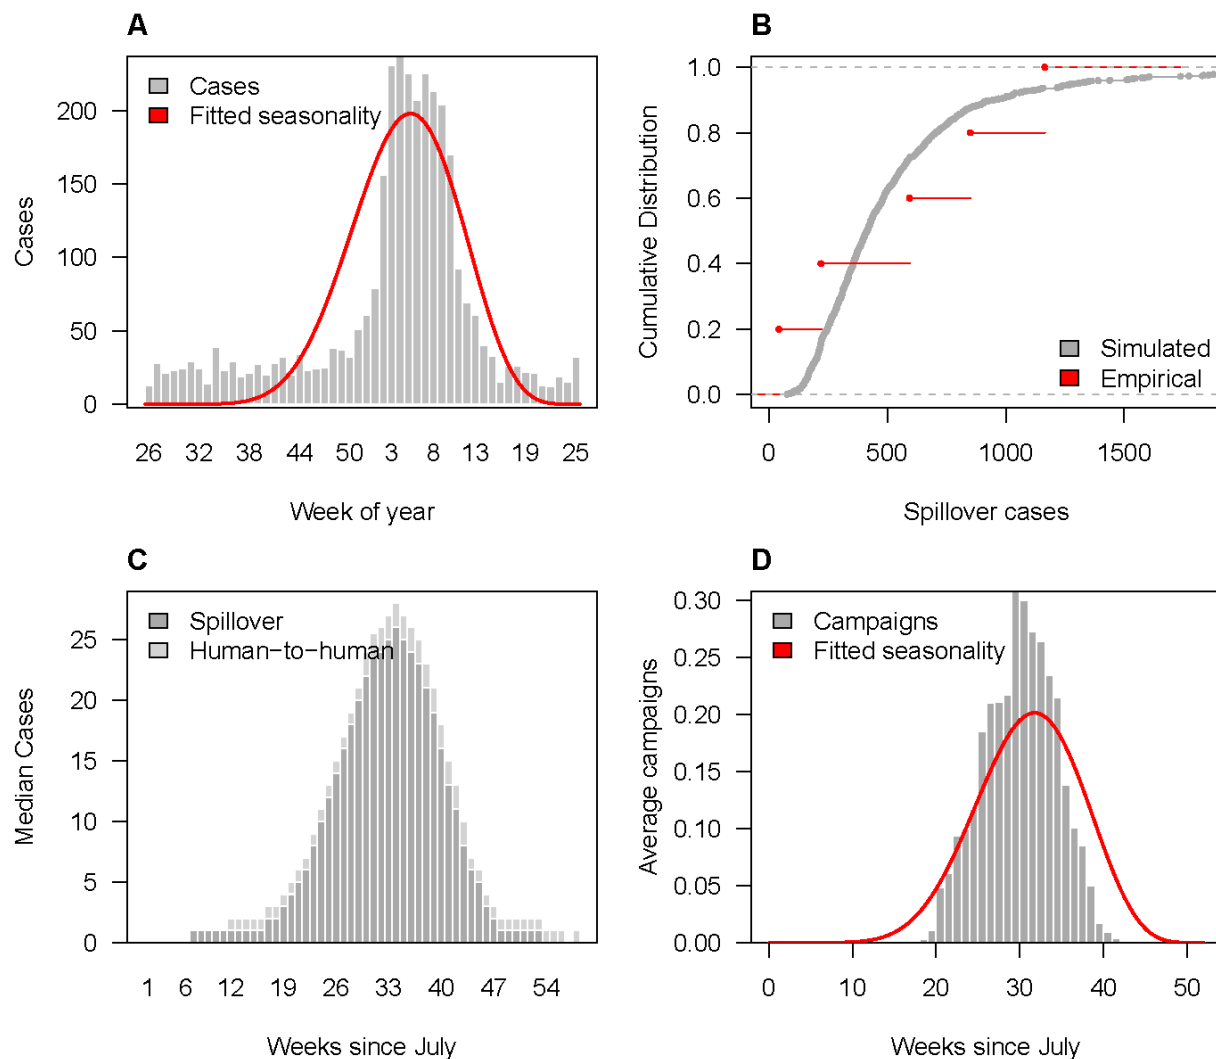 A
Cases
Fitted seasonality
Cases
200
150
100
50
0
26 32 38 44 50 3 8 13 19 25
Week of year
B
Cumulative Distribution
1.0
0.8
0.6
0.4
0.2
0.0
Simulated
Empirical
0 500 1000 1500
Spillover cases
C
Spillover
Human−to−human
Median Cases
25
20
15
10
5
0
1 6 12 19 26 33 40 47 54
Weeks since July
D
Campaigns
Fitted seasonality
Average campaigns
0.30
0.25
0.20
0.15
0.10
0.05
0.00
0 10 20 30 40 50
Weeks since July